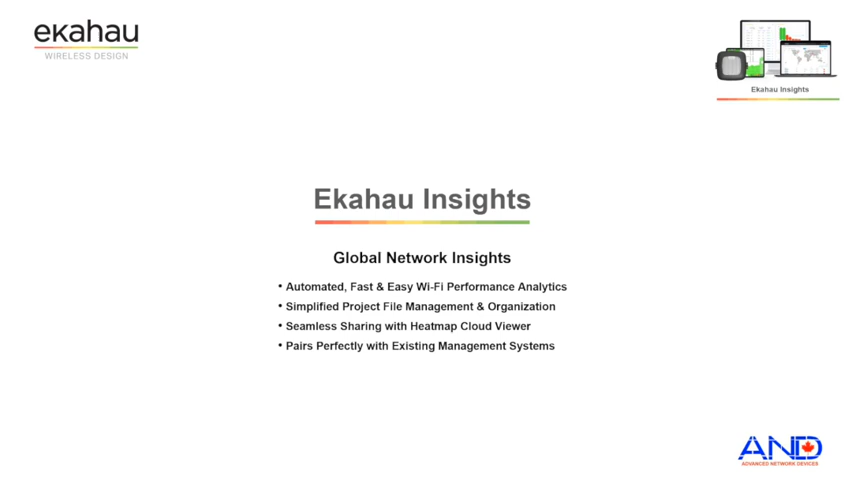 ekahau
WIRELESS DESIGN
Ekahau Insights
Ekahau Insights
Global Network Insights
• Automated, Fast & Easy Wi-Fi Performance Analytics
• Simplified Project File Management & Organization
• Seamless Sharing with Heatmap Cloud Viewer
• Pairs Perfectly with Existing Management Systems
AND
ADVANCED NETWORK DEVICES